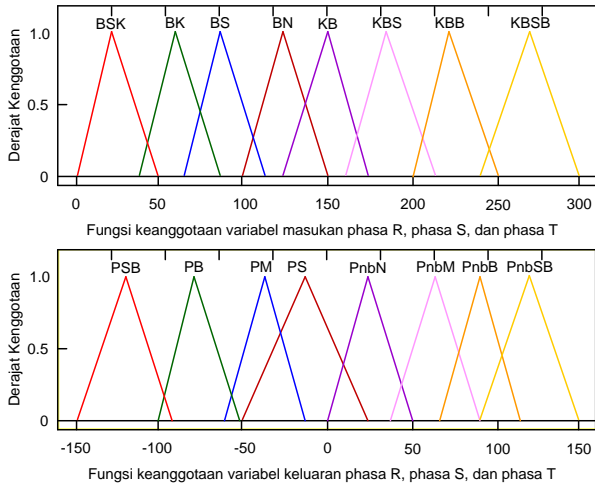 BSK BK BS BN KB KBS KBB KBSB
1.0
0.5
0
Derajat Kenggotaan
0 50 100 150 200 250 300
Fungsi keanggotaan variabel masukan phasa R, phasa S, dan phasa T
PSB PB PM PS PnbN PnbM PnbB PnbSB
1.0
0.5
0
Derajat Kenggotaan
-150 -100 -50 0 50 100 150
Fungsi keanggotaan variabel keluaran phasa R, phasa S, dan phasa T